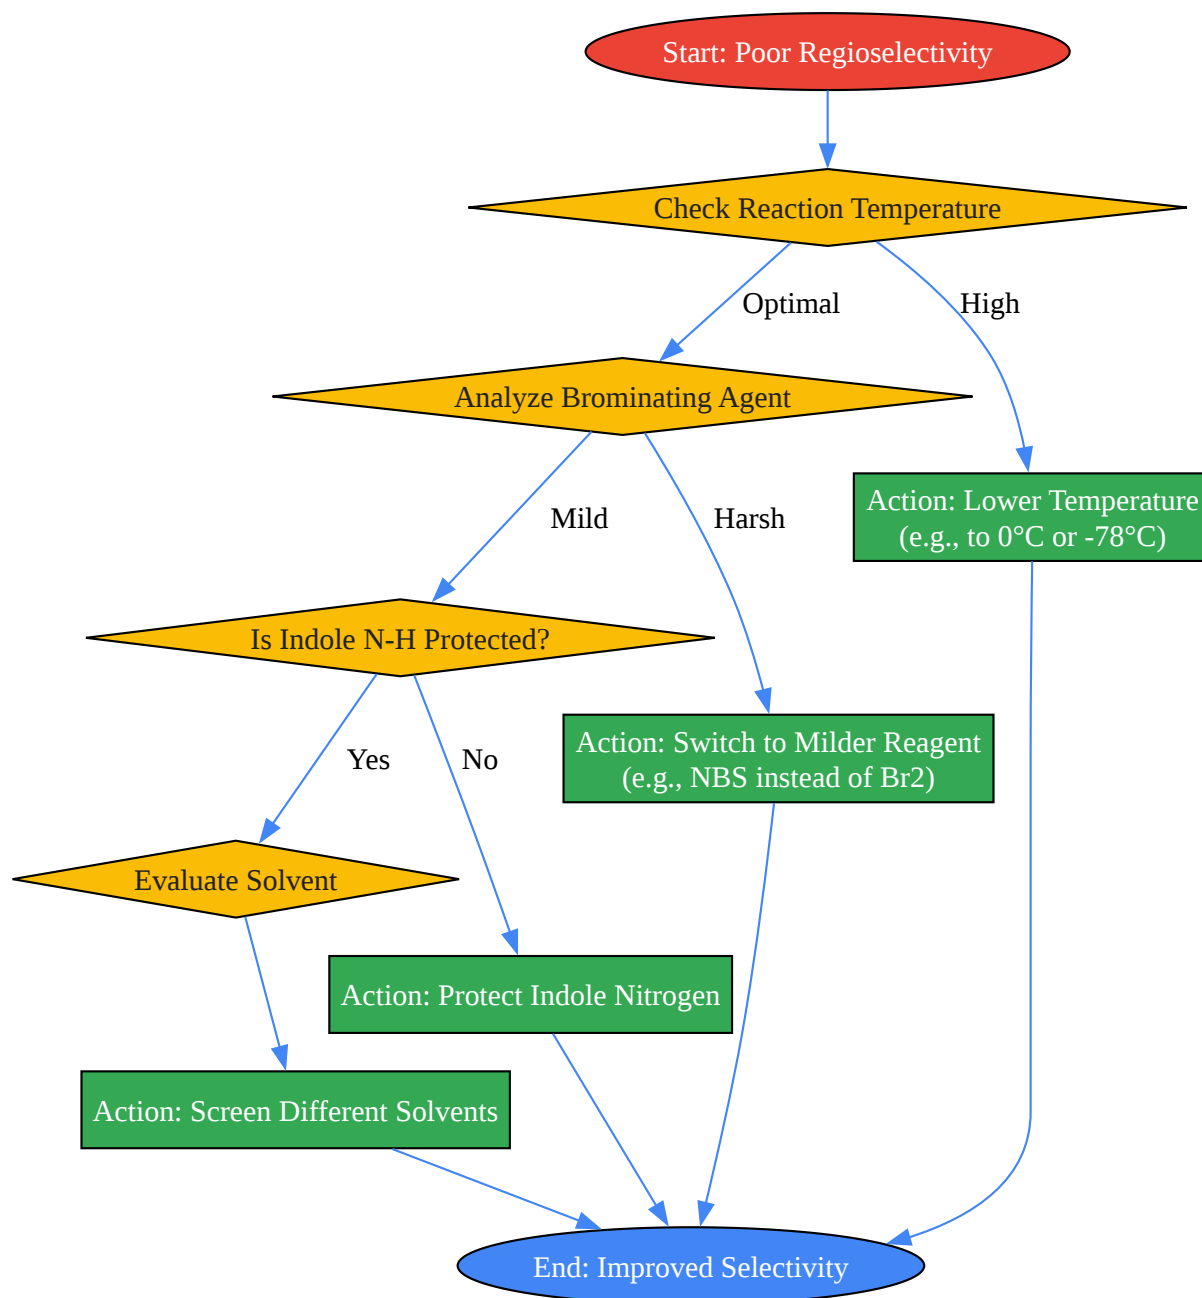 Start: Poor Regioselectivity
Check Reaction Temperature
Optimal
High
Analyze Brominating Agent
Action: Lower Temperature
(e.g., to 0°C or -78°C)
Mild
Harsh
Is Indole N-H Protected?
Action: Switch to Milder Reagent
(e.g., NBS instead of Br2)
Yes
No
Evaluate Solvent
Action: Protect Indole Nitrogen
Action: Screen Different Solvents
End: Improved Selectivity